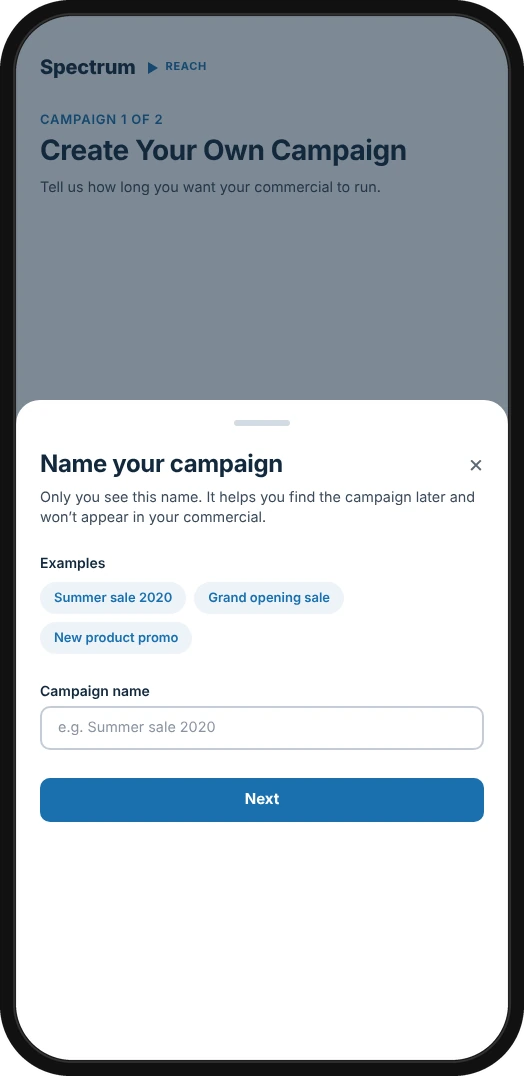 Spectrum ▶ REACH
CAMPAIGN 1 OF 2
Create Your Own Campaign
Tell us how long you want your commercial to run.
Name your campaign
Only you see this name. It helps you find the campaign later and
won’t appear in your commercial.
Examples
Summer sale 2020
Grand opening sale
New product promo
Campaign name
e.g. Summer sale 2020
Next